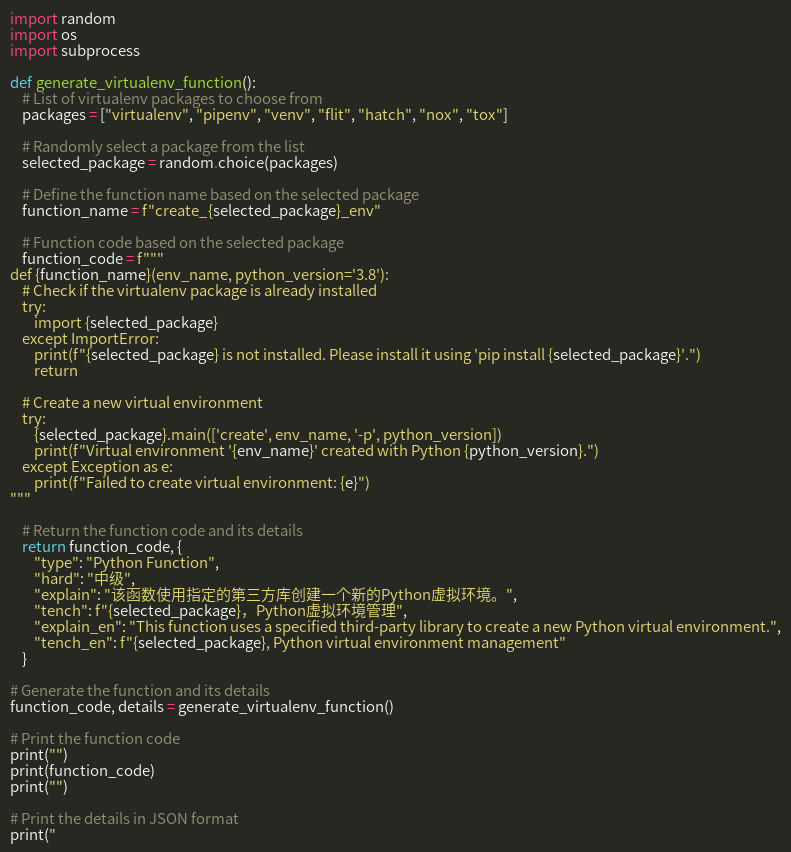 import random
import os
import subprocess

def generate_virtualenv_function():
    # List of virtualenv packages to choose from
    packages = ["virtualenv", "pipenv", "venv", "flit", "hatch", "nox", "tox"]

    # Randomly select a package from the list
    selected_package = random.choice(packages)

    # Define the function name based on the selected package
    function_name = f"create_{selected_package}_env"

    # Function code based on the selected package
    function_code = f"""
def {function_name}(env_name, python_version='3.8'):
    # Check if the virtualenv package is already installed
    try:
        import {selected_package}
    except ImportError:
        print(f"{selected_package} is not installed. Please install it using 'pip install {selected_package}'.")
        return

    # Create a new virtual environment
    try:
        {selected_package}.main(['create', env_name, '-p', python_version])
        print(f"Virtual environment '{env_name}' created with Python {python_version}.")
    except Exception as e:
        print(f"Failed to create virtual environment: {e}")
"""

    # Return the function code and its details
    return function_code, {
        "type": "Python Function",
        "hard": "中级",
        "explain": "该函数使用指定的第三方库创建一个新的Python虚拟环境。",
        "tench": f"{selected_package}，Python虚拟环境管理",
        "explain_en": "This function uses a specified third-party library to create a new Python virtual environment.",
        "tench_en": f"{selected_package}, Python virtual environment management"
    }

# Generate the function and its details
function_code, details = generate_virtualenv_function()

# Print the function code
print("")
print(function_code)
print("")

# Print the details in JSON format
print("